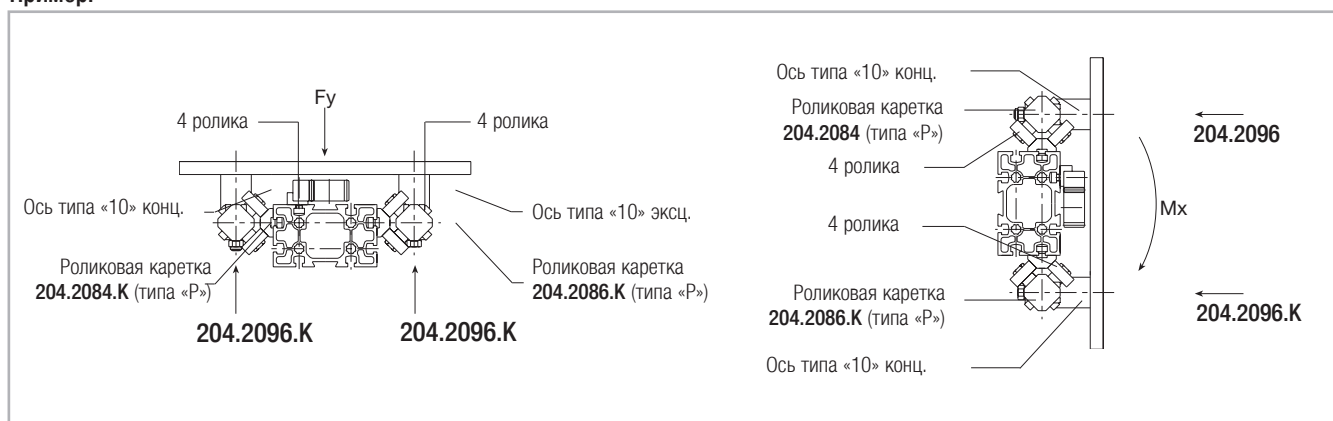 Fy
4 ролика
4 ролика
Ось типа «10» конц.
Ось типа «10» эксц.
Роликовая каретка
204.2084.K (типа «P»)
Роликовая каретка
204.2086.K (типа «P»)
204.2096.K
204.2096.K
Ось типа «10» конц.
Роликовая каретка
204.2084 (типа «P»)
4 ролика
204.2096
Mx
4 ролика
Роликовая каретка
204.2086.K (типа «P»)
204.2096.K
Ось типа «10» конц.